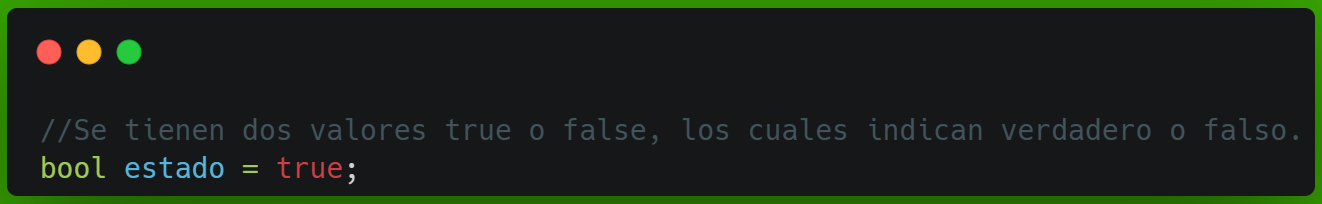 //Se tienen dos valores true o false, los cuales indican verdadero o falso.
bool estado = true;